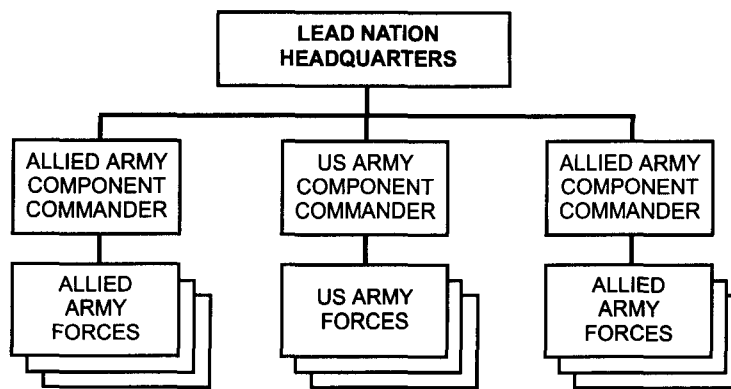 LEAD NATION
HEADQUARTERS
ALLIED ARMY
COMPONENT
COMMANDER
US ARMY
COMPONENT
COMMANDER
ALLIED ARMY
COMPONENT
COMMANDER
ALLIED
ARMY
FORCES
US ARMY
FORCES
ALLIED
ARMY
FORCES